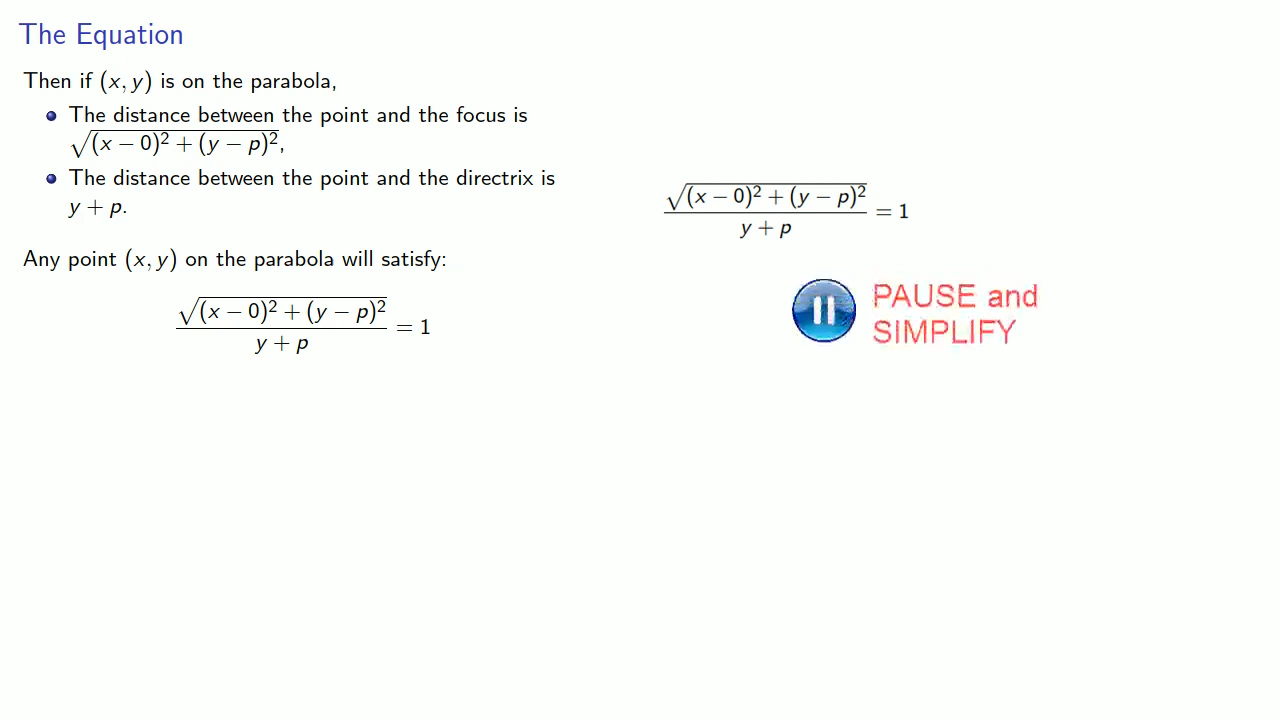 The Equation
Then if (x, y) is on the parabola,
• The distance between the point and the focus is
√((x − 0)² + (y − p)²),
• The distance between the point and the directrix is
y + p.
Any point (x, y) on the parabola will satisfy:
√((x − 0)² + (y − p)²)
y + p
= 1
√((x − 0)² + (y − p)²)
y + p
= 1
PAUSE and
SIMPLIFY